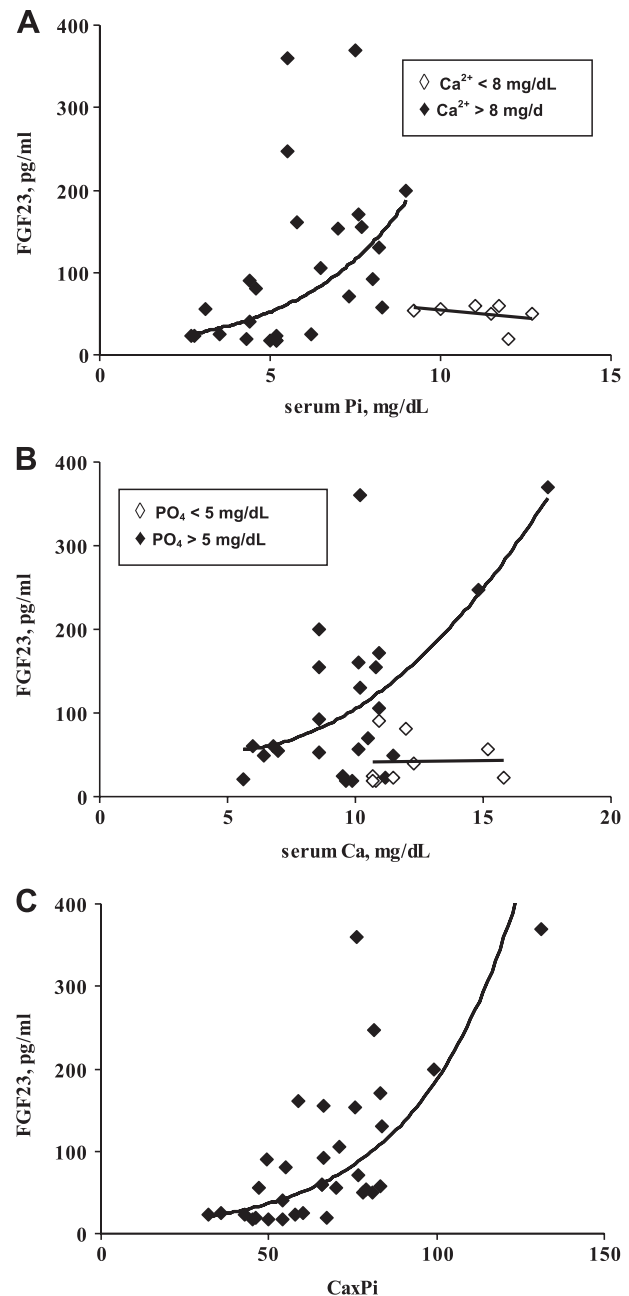 A
400
300
200
100
0
FGF23, pg/ml
Ca2+ < 8 mg/dL
Ca2+ > 8 mg/d
0 5 10 15
serum Pi, mg/dL
B
400
300
200
100
0
FGF23, pg/ml
PO4 < 5 mg/dL
PO4 > 5 mg/dL
0 5 10 15 20
serum Ca, mg/dL
C
400
300
200
100
0
FGF23, pg/ml
0 50 100 150
CaxPi